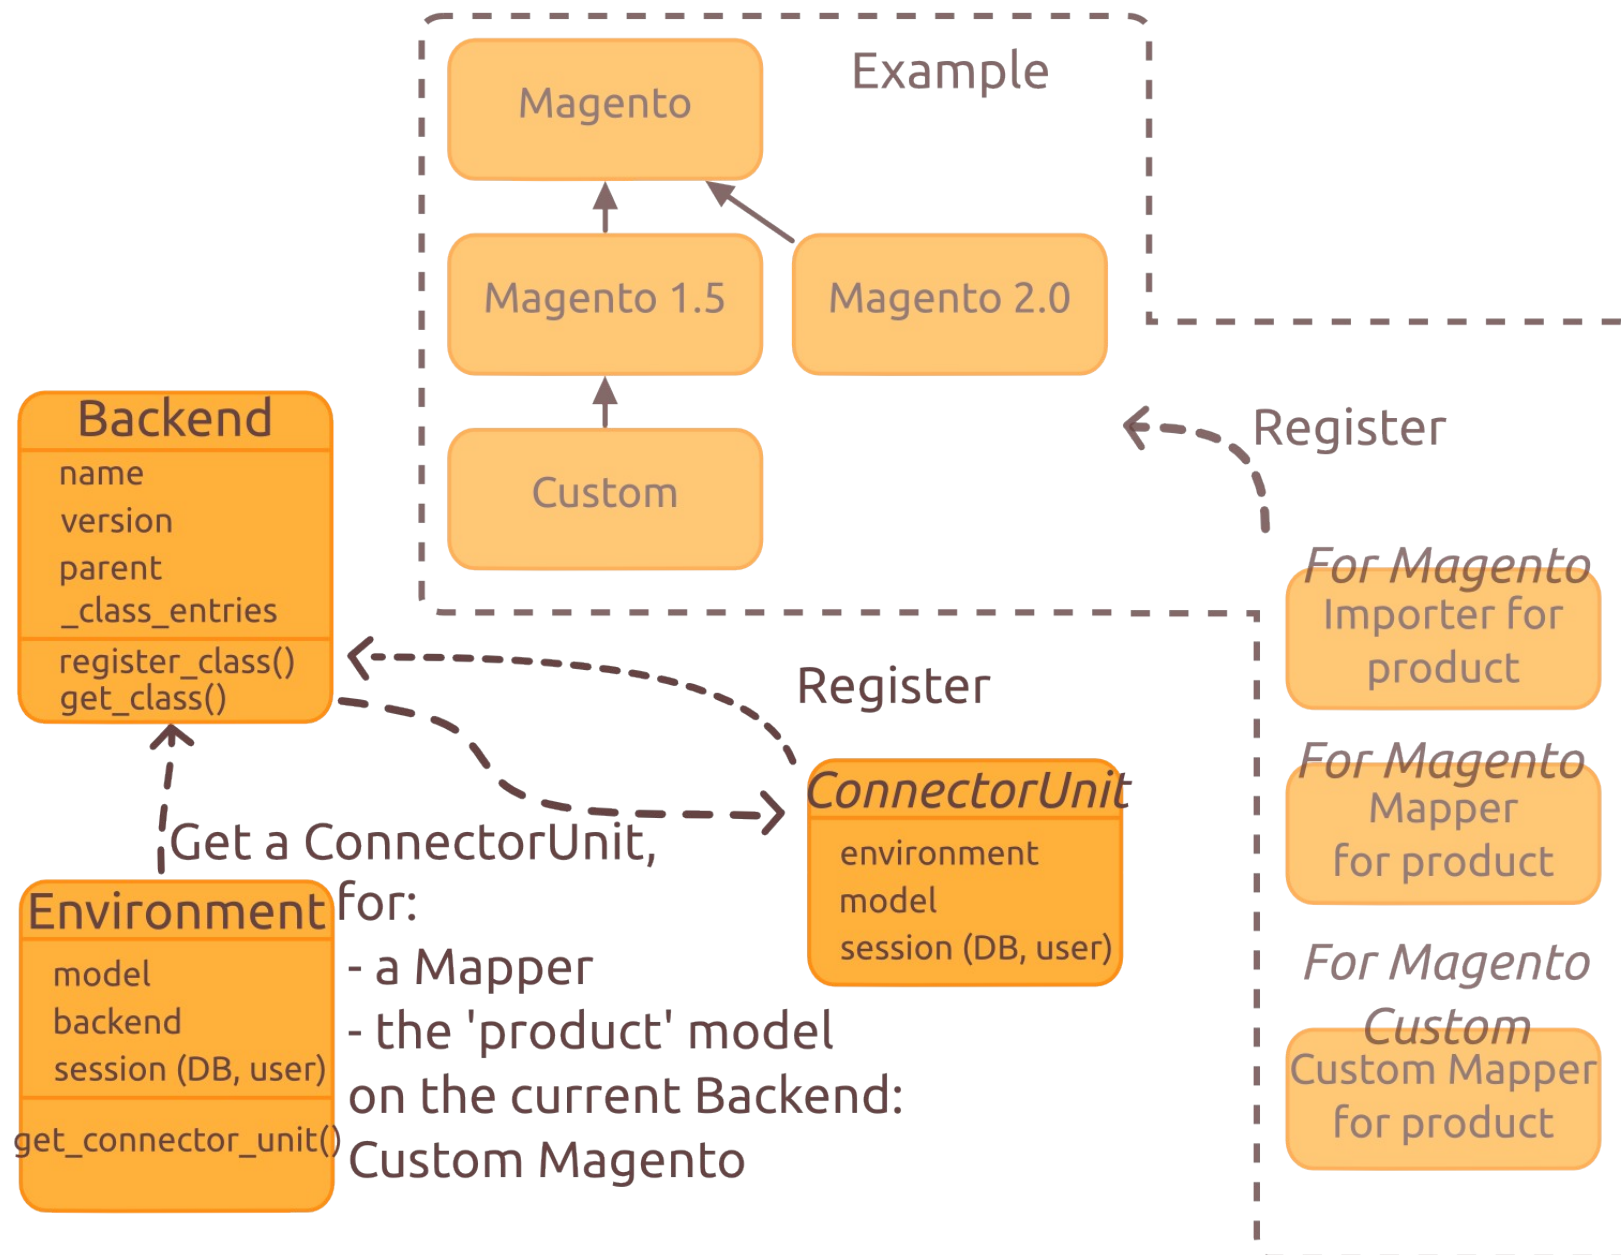 Example
Magento
Magento 1.5
Magento 2.0
Custom
Register
Backend
name
version
parent
_class_entries
register_class()
get_class()
Register
ConnectorUnit
environment
model
session (DB, user)
Get a ConnectorUnit,
for:
- a Mapper
- the 'product' model
on the current Backend:
Custom Magento
Environment
model
backend
session (DB, user)
get_connector_unit()
For Magento
Importer for
product
For Magento
Mapper
for product
For Magento
Custom
Custom Mapper
for product